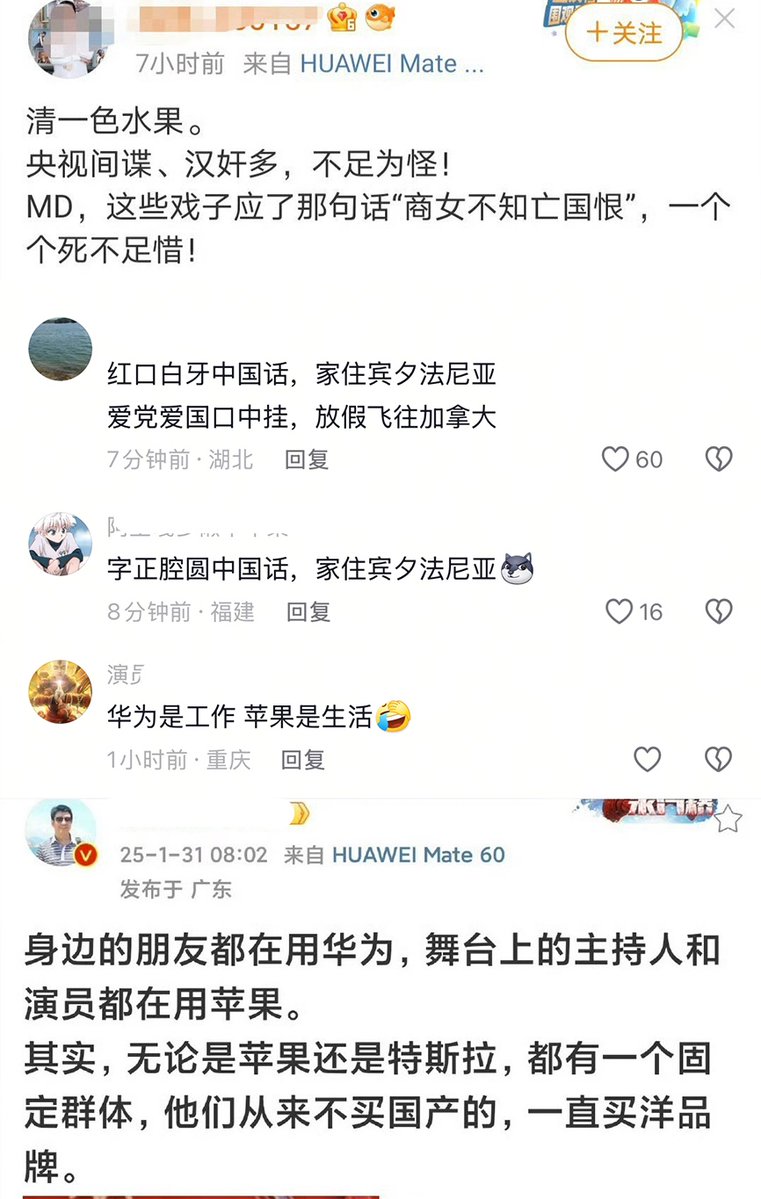 7小时前 来自 HUAWEI Mate ...
+关注
清一色水果。
央视间谍、汉奸多，不足为怪！
MD，这些戏子应了那句话“商女不知亡国恨”，一个
个死不足惜！
红口白牙中国话，家住宾夕法尼亚
爱党爱国口中挂，放假飞往加拿大
7分钟前·湖北 回复 60
字正腔圆中国话，家住宾夕法尼亚
8分钟前·福建 回复 16
演员
华为是工作 苹果是生活
1小时前·重庆 回复
25-1-31 08:02 来自 HUAWEI Mate 60
发布于 广东
身边的朋友都在用华为，舞台上的主持人和
演员都在用苹果。
其实，无论是苹果还是特斯拉，都有一个固
定群体，他们从来不买国产的，一直买洋品
牌。